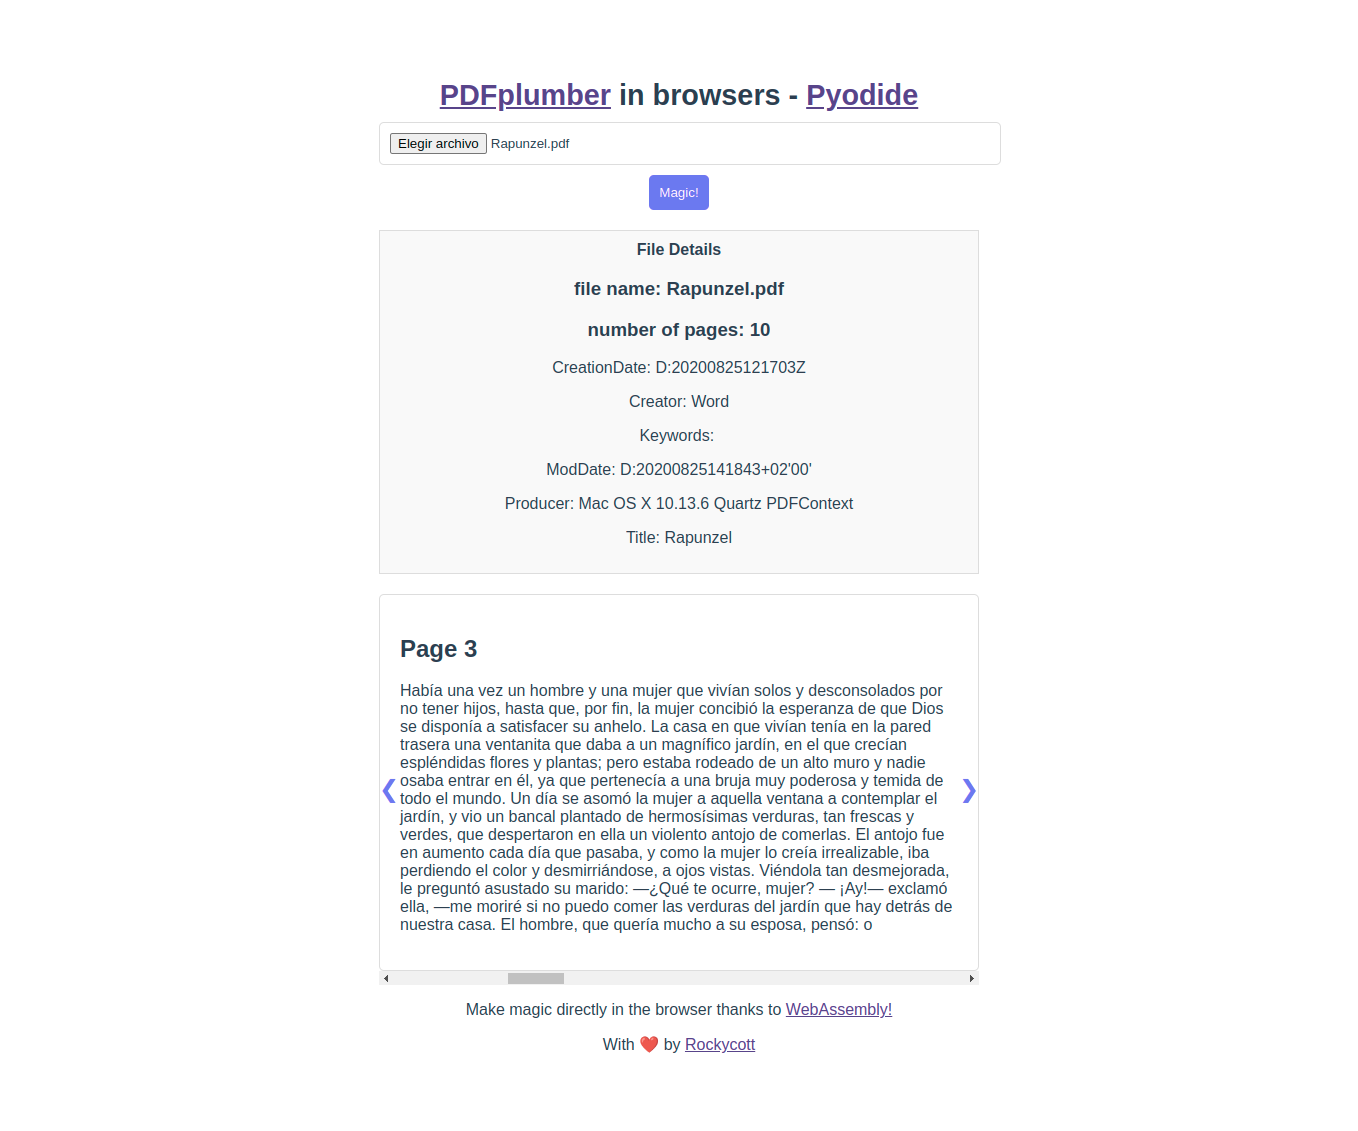 PDFplumber in browsers - Pyodide
Elegir archivo Rapunzel.pdf
Magic!
File Details
file name: Rapunzel.pdf
number of pages: 10
CreationDate: D:20200825121703Z
Creator: Word
Keywords:
ModDate: D:20200825141843+02'00'
Producer: Mac OS X 10.13.6 Quartz PDFContext
Title: Rapunzel
Page 3
Había una vez un hombre y una mujer que vivían solos y desconsolados por
no tener hijos, hasta que, por fin, la mujer concibió la esperanza de que Dios
se disponía a satisfacer su anhelo. La casa en que vivían tenía en la pared
trasera una ventanita que daba a un magnífico jardín, en el que crecían
espléndidas flores y plantas; pero estaba rodeado de un alto muro y nadie
osaba entrar en él, ya que pertenecía a una bruja muy poderosa y temida de
todo el mundo. Un día se asomó la mujer a aquella ventana a contemplar el
jardín, y vio un bancal plantado de hermosísimas verduras, tan frescas y
verdes, que despertaron en ella un violento antojo de comerlas. El antojo fue
en aumento cada día que pasaba, y como la mujer lo creía irrealizable, iba
perdiendo el color y desmirriándose, a ojos vistas. Viéndola tan desmejorada,
le preguntó asustado su marido: —¿Qué te ocurre, mujer? — ¡Ay!— exclamó
ella, —me moriré si no puedo comer las verduras del jardín que hay detrás de
nuestra casa. El hombre, que quería mucho a su esposa, pensó: o
Make magic directly in the browser thanks to WebAssembly!
With ❤️ by Rockycott